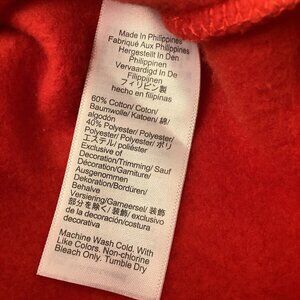 Made In Philippines
Fabriqué Aux Philippines
Hergestellt In Den
Philippinen
Vervaardigd In De
Filippijnen
フィリピン製
hecho en filipinas
60% Cotton/ Coton/
Baumwolle/ Katoen/ 綿/
algodón
40% Polyester/ Polyester/
Polyester/ Polyester/ ポリ
エステル/ poliéster
Exclusive of
Decoration/Trimming/ Sauf
Décoration/Garniture/
Ausgenommen
Dekoration/Bordüren/
Behalve
Versiering/Garneersel/ 装飾
部分を除く/ 装飾/ exclusivo
de la decoración/costura
decorativa
Machine Wash Cold, With
Like Colors. Non-chlorine
Bleach Only. Tumble Dry